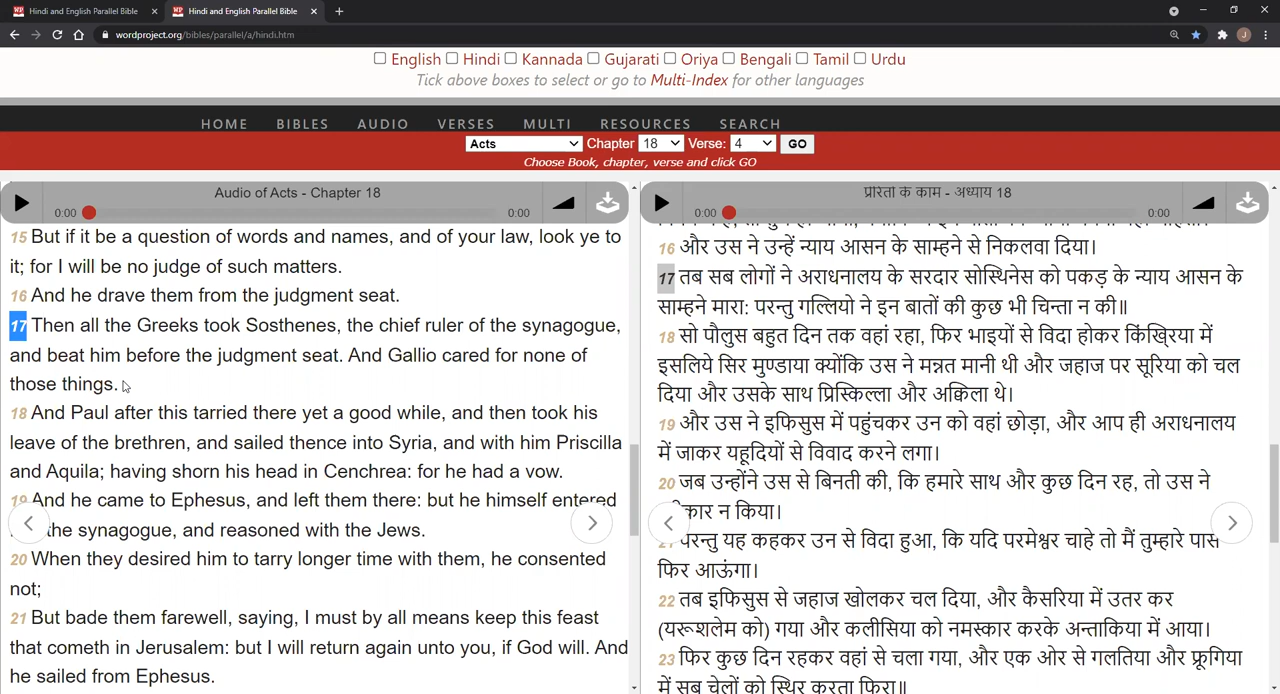 Hindi and English Parallel Bible
Hindi and English Parallel Bible
wordproject.org/bibles/parallel/a/hindi.htm
English Hindi Kannada Gujarati Oriya Bengali Tamil Urdu
Tick above boxes to select or go to Multi-Index for other languages
HOME BIBLES AUDIO VERSES MULTI RESOURCES SEARCH
Acts Chapter 18 Verse: 4 GO
Choose Book, chapter, verse and click GO
Audio of Acts - Chapter 18
0:00 0:00
15 But if it be a question of words and names, and of your law, look ye to
it; for I will be no judge of such matters.
16 And he drave them from the judgment seat.
17 Then all the Greeks took Sosthenes, the chief ruler of the synagogue,
and beat him before the judgment seat. And Gallio cared for none of
those things.
18 And Paul after this tarried there yet a good while, and then took his
leave of the brethren, and sailed thence into Syria, and with him Priscilla
and Aquila; having shorn his head in Cenchrea: for he had a vow.
19 And he came to Ephesus, and left them there: but he himself entered
the synagogue, and reasoned with the Jews.
20 When they desired him to tarry longer time with them, he consented
not;
21 But bade them farewell, saying, I must by all means keep this feast
that cometh in Jerusalem: but I will return again unto you, if God will. And
he sailed from Ephesus.
प्रेरितों के काम - अध्याय 18
0:00 0:00
16 और उस ने उन्हें न्याय आसन के साम्हने से निकलवा दिया।
17 तब सब लोगों ने अराधनालय के सरदार सोस्थिनेस को पकड़ के न्याय आसन के
साम्हने मारा: परन्तु गल्लियो ने इन बातों की कुछ भी चिन्ता न की॥
18 सो पौलुस बहुत दिन तक वहां रहा, फिर भाइयों से विदा होकर किंख्रिया में
इसलिये सिर मुण्डाया क्योंकि उस ने मन्नत मानी थी और जहाज पर सूरिया को चल
दिया और उसके साथ प्रिस्किल्ला और अक्विला थे।
19 और उस ने इफिसुस में पहुंचकर उन को वहां छोड़ा, और आप ही अराधनालय
में जाकर यहूदियों से विवाद करने लगा।
20 जब उन्होंने उस से बिनती की, कि हमारे साथ और कुछ दिन रह, तो उस ने
न किया।
21 परन्तु यह कहकर उन से विदा हुआ, कि यदि परमेश्वर चाहे तो मैं तुम्हारे पास
फिर आऊंगा।
22 तब इफिसुस से जहाज खोलकर चल दिया, और कैसरिया में उतर कर
(यरूशलेम को) गया और कलीसिया को नमस्कार करके अन्ताकिया में आया।
23 फिर कुछ दिन रहकर वहां से चला गया, और एक ओर से गलतिया और फ्रूगिया
में सब चेलों को स्थिर करता फिरा॥